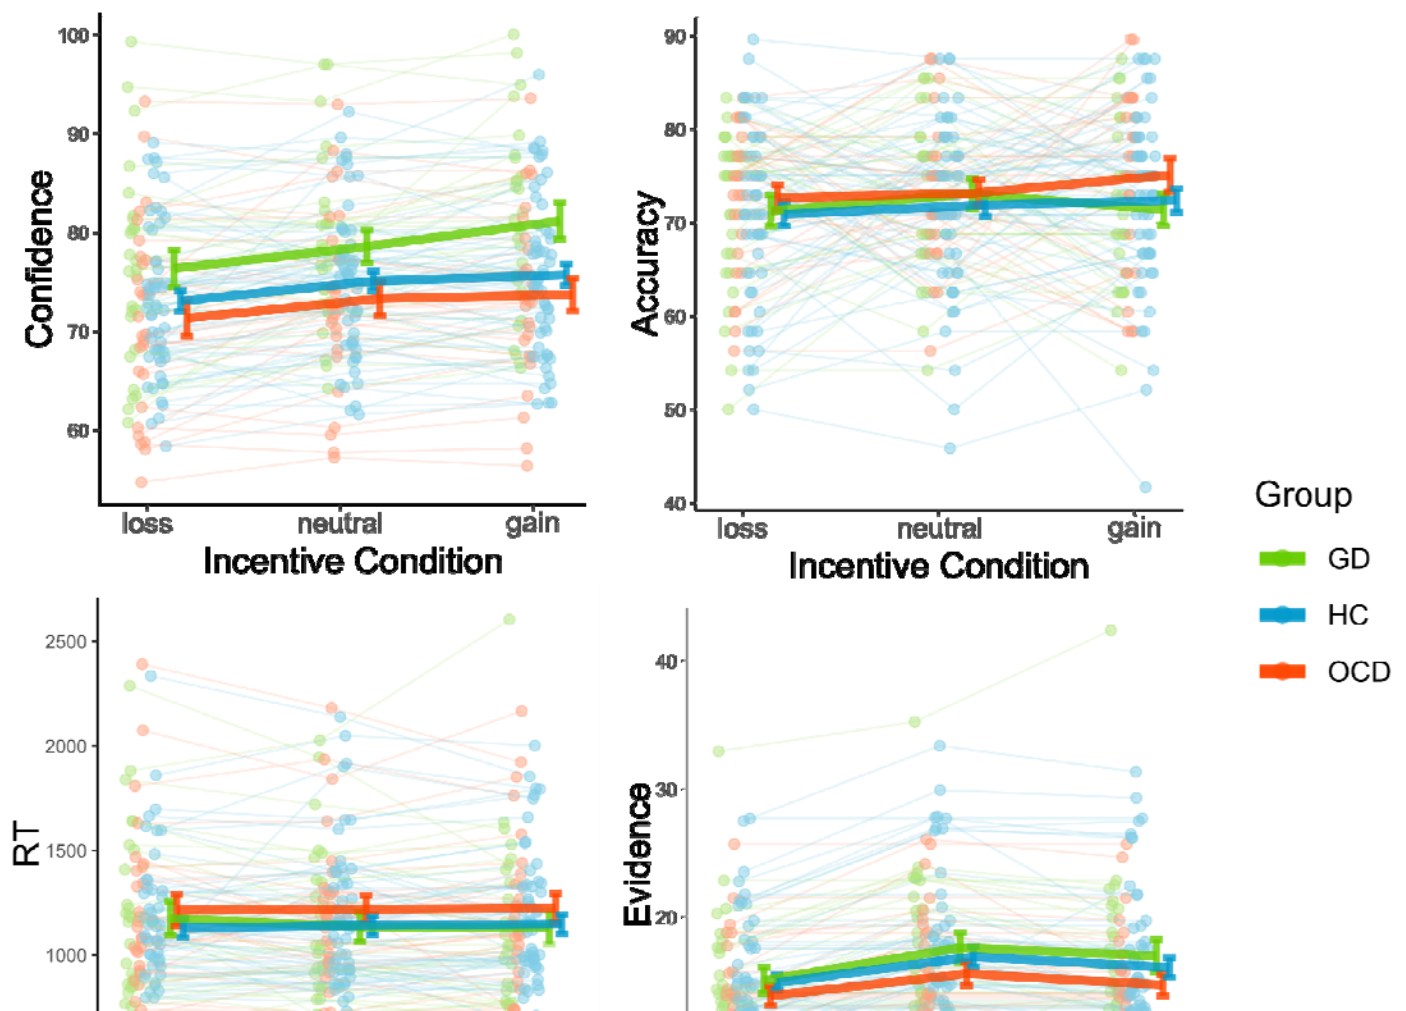 Confidence
100
90
80
70
60
loss neutral gain
Incentive Condition
Accuracy
90
80
70
60
50
40
loss neutral gain
Incentive Condition
Group
GD
HC
OCD
RT
2500
2000
1500
1000
Evidence
40
30
20